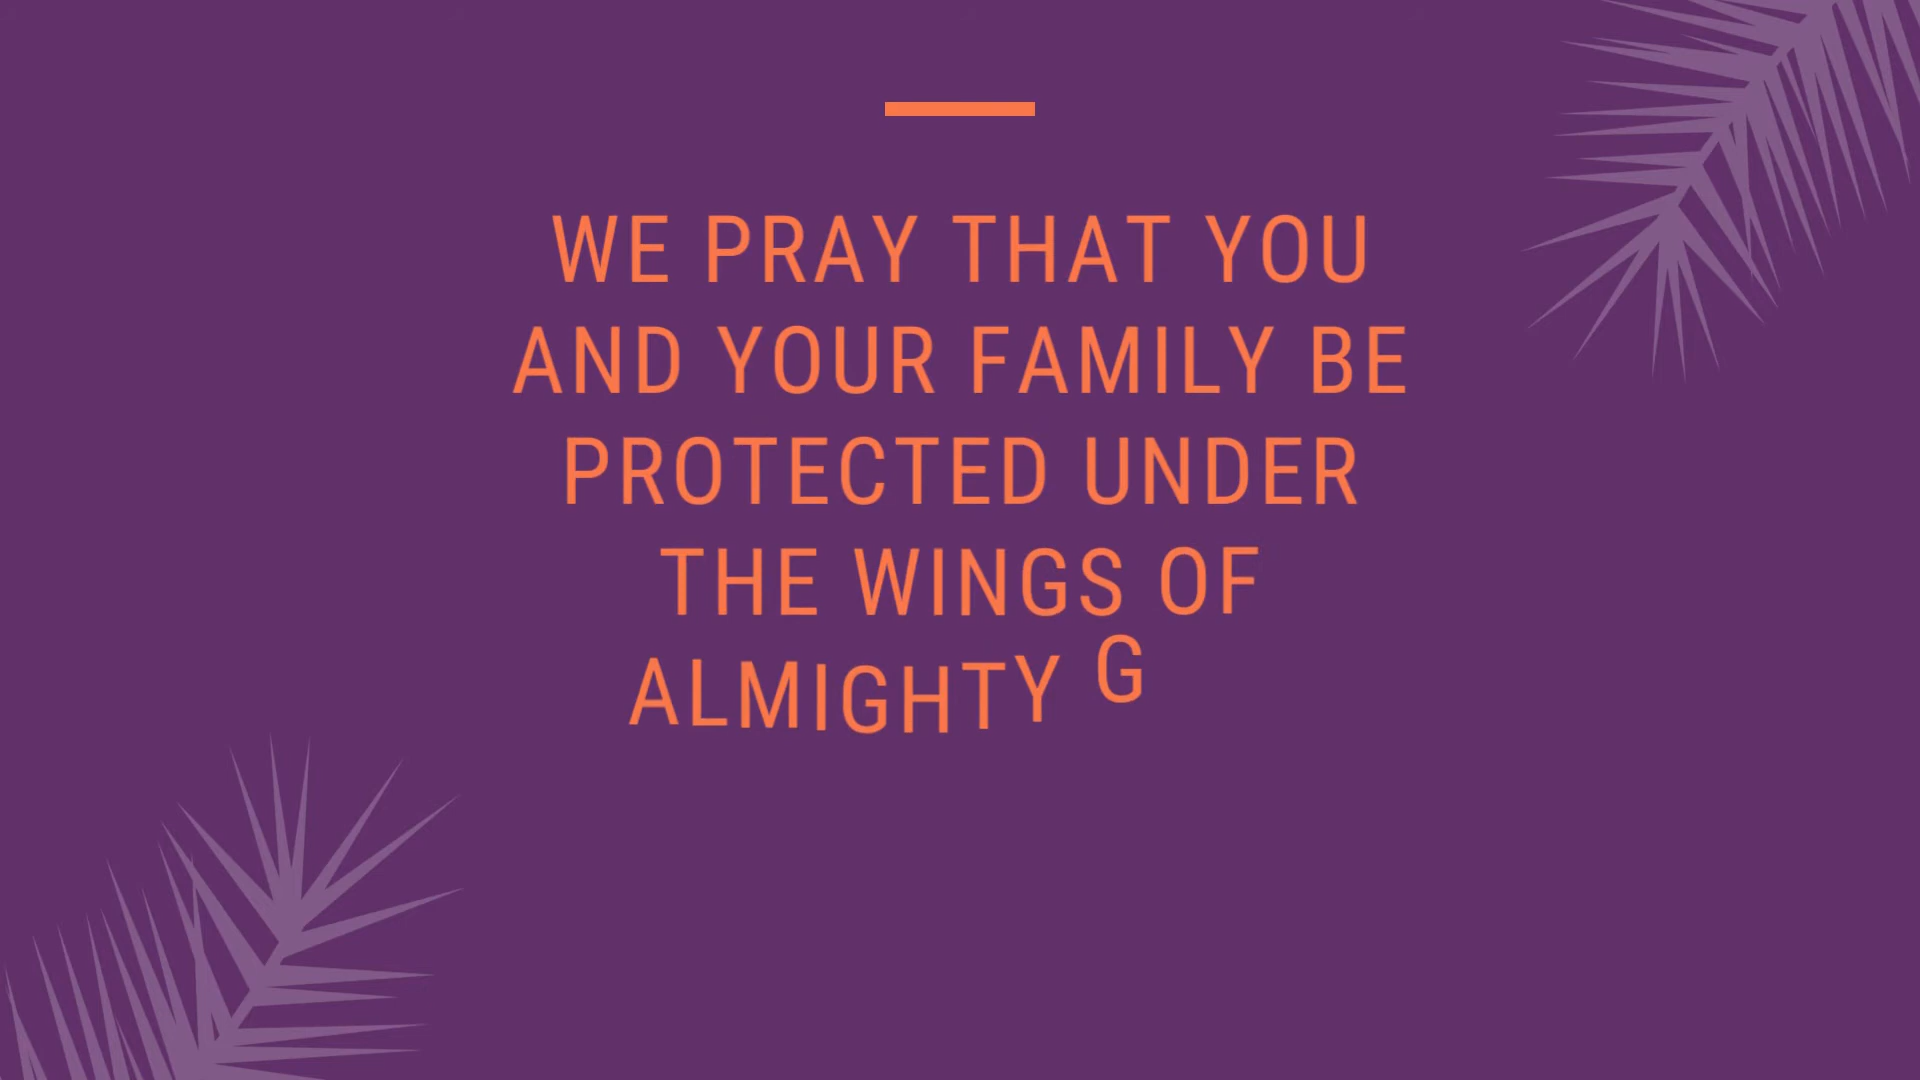 WE PRAY THAT YOU
AND YOUR FAMILY BE
PROTECTED UNDER
THE WINGS OF
ALMIGHTY G